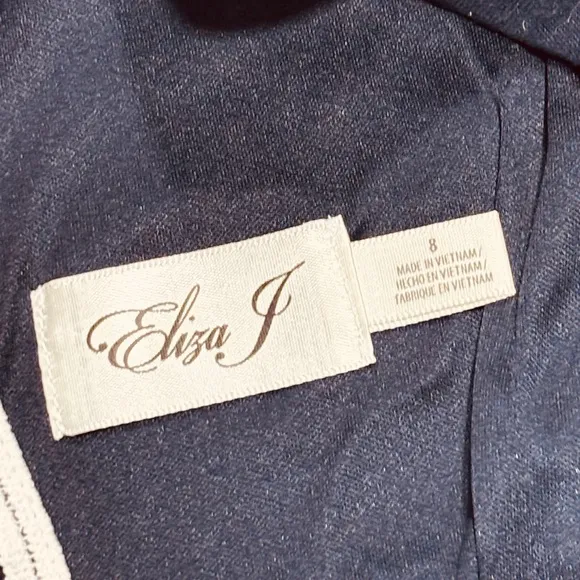 Eliza J
8
MADE IN VIETNAM/
HECHO EN VIETNAM/
FABRIQUE EN VIETNAM